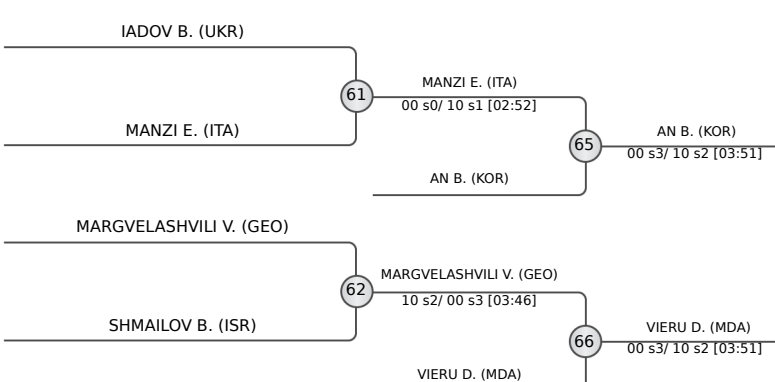 IADOV B. (UKR)
61
MANZI E. (ITA)
00 s0/ 10 s1 [02:52]
MANZI E. (ITA)
65
AN B. (KOR)
00 s3/ 10 s2 [03:51]
AN B. (KOR)
MARGVELASHVILI V. (GEO)
62
MARGVELASHVILI V. (GEO)
10 s2/ 00 s3 [03:46]
SHMAILOV B. (ISR)
66
VIERU D. (MDA)
00 s3/ 10 s2 [03:51]
VIERU D. (MDA)